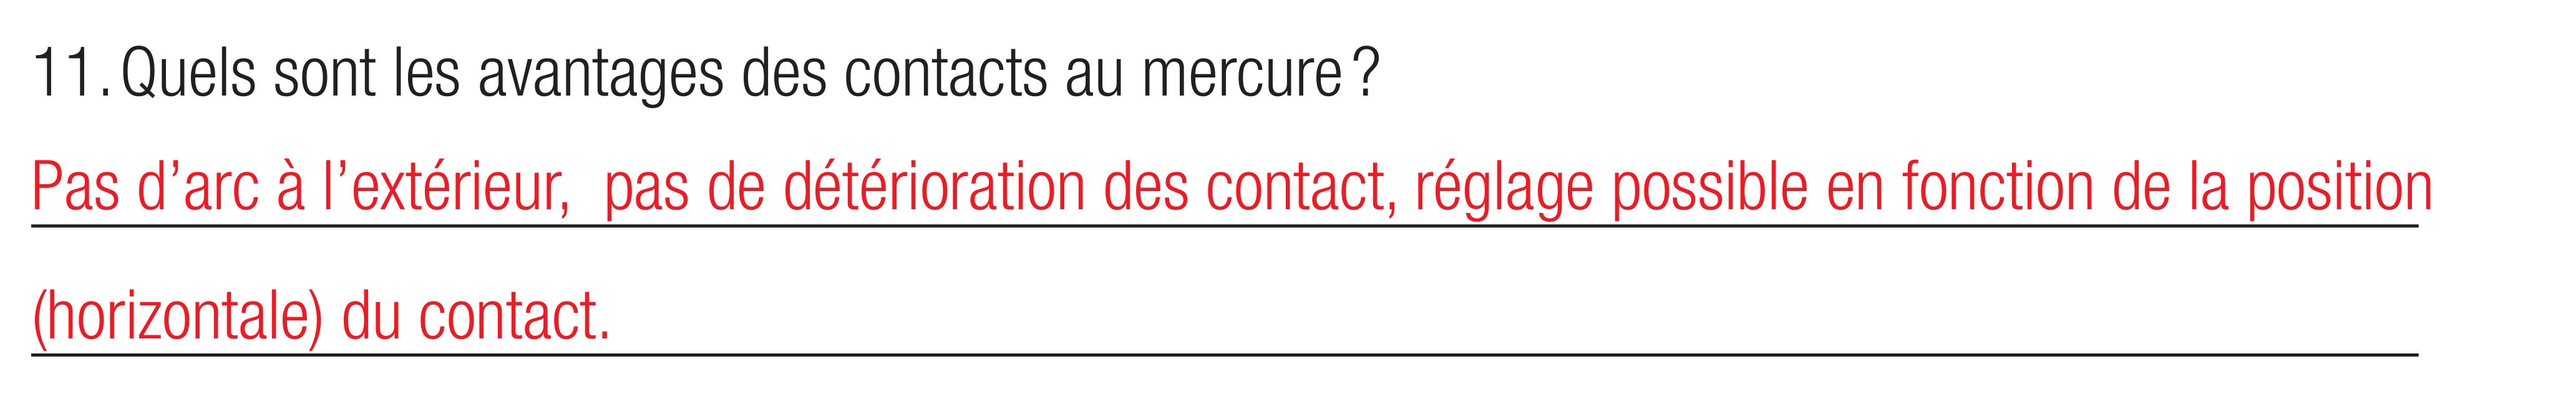 11. Quels sont les avantages des contacts au mercure ?
Pas d’arc à l’extérieur,  pas de détérioration des contact, réglage possible en fonction de la position
(horizontale) du contact.